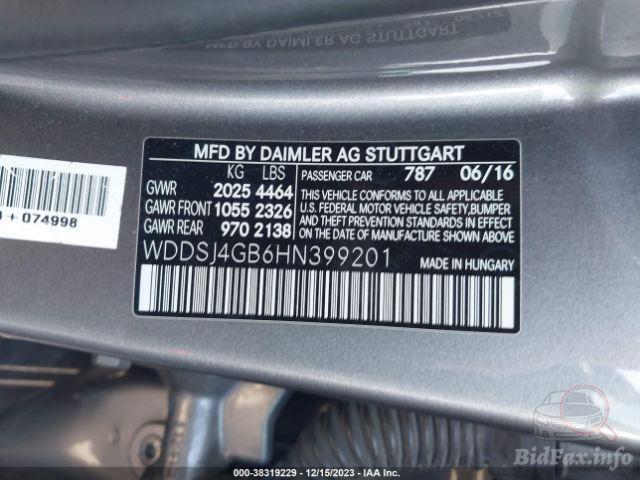 MFD BY DAIMLER AG STUTTGART
MFD BY DAIMLER AG STUTTGART
KG LBS PASSENGER CAR 787 06/16
GVWR 2025 4464
GAWR FRONT 1055 2326
GAWR REAR 970 2138
THIS VEHICLE CONFORMS TO ALL APPLICABLE
U.S. FEDERAL MOTOR VEHICLE SAFETY, BUMPER
AND THEFT PREVENTION STANDARDS IN EFFECT
ON THE DATE OF MANUFACTURE SHOWN ABOVE.
WDDSJ4GB6HN399201 MADE IN HUNGARY
+ 074998
000-38319229 - 12/15/2023 - IAA Inc.
BidFax.info